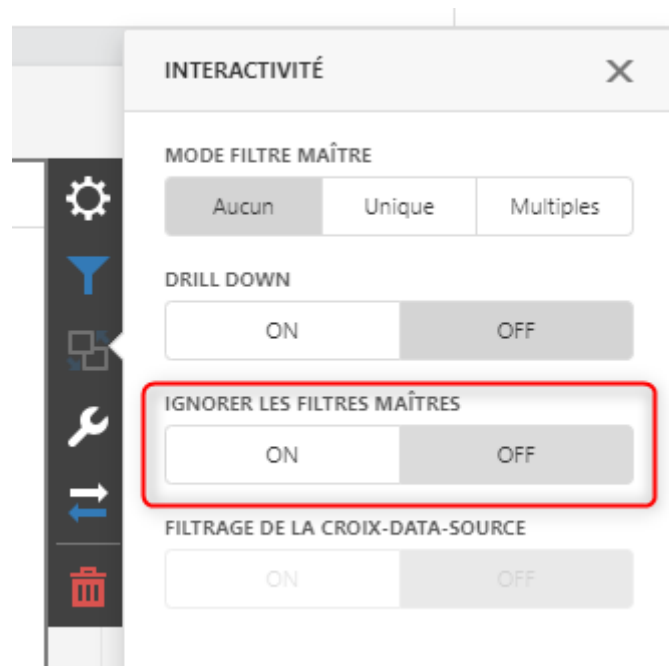 INTERACTIVITÉ
MODE FILTRE MAÎTRE
Aucun Unique Multiples
DRILL DOWN
ON OFF
IGNORER LES FILTRES MAÎTRES
ON OFF
FILTRAGE DE LA CROIX-DATA-SOURCE
ON OFF